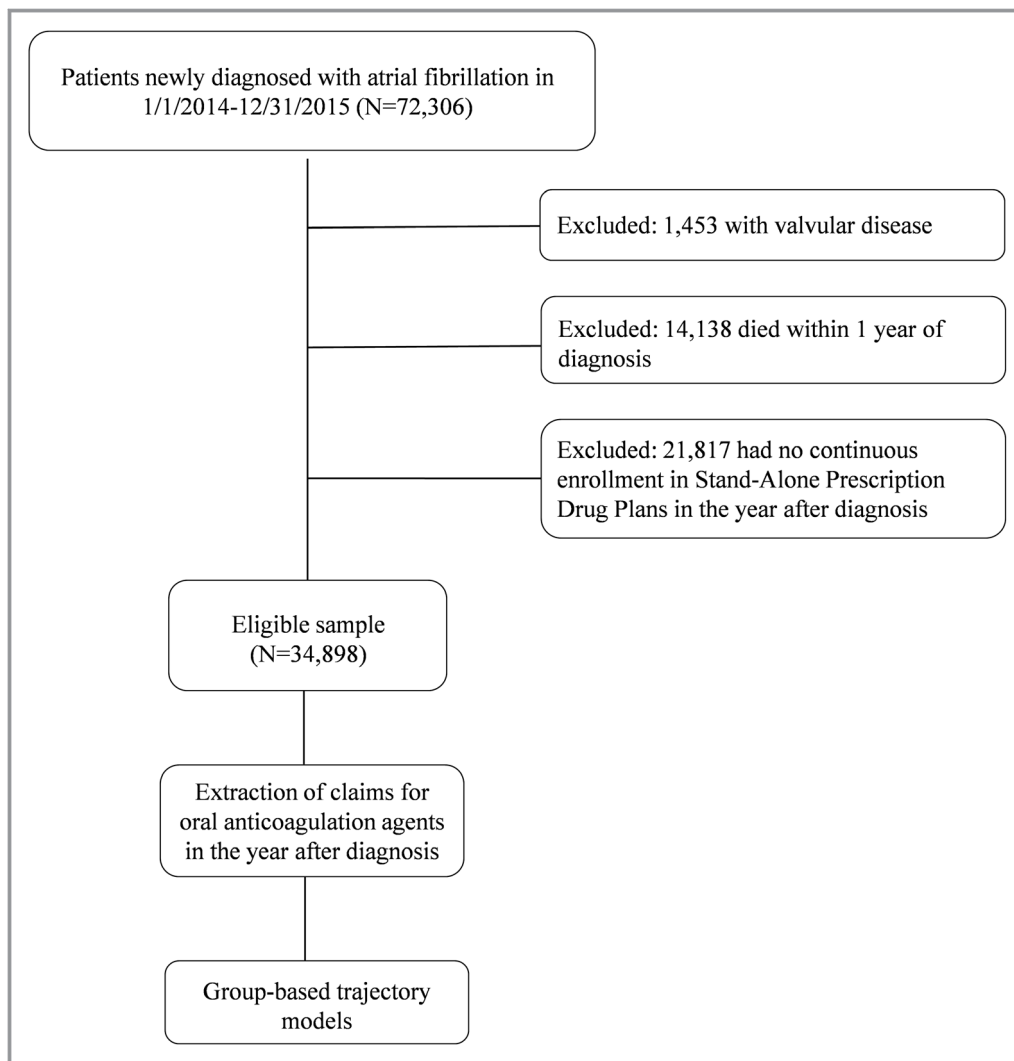 Patients newly diagnosed with atrial fibrillation in
1/1/2014-12/31/2015 (N=72,306)
Excluded: 1,453 with valvular disease
Excluded: 14,138 died within 1 year of
diagnosis
Excluded: 21,817 had no continuous
enrollment in Stand-Alone Prescription
Drug Plans in the year after diagnosis
Eligible sample
(N=34,898)
Extraction of claims for
oral anticoagulation agents
in the year after diagnosis
Group-based trajectory
models